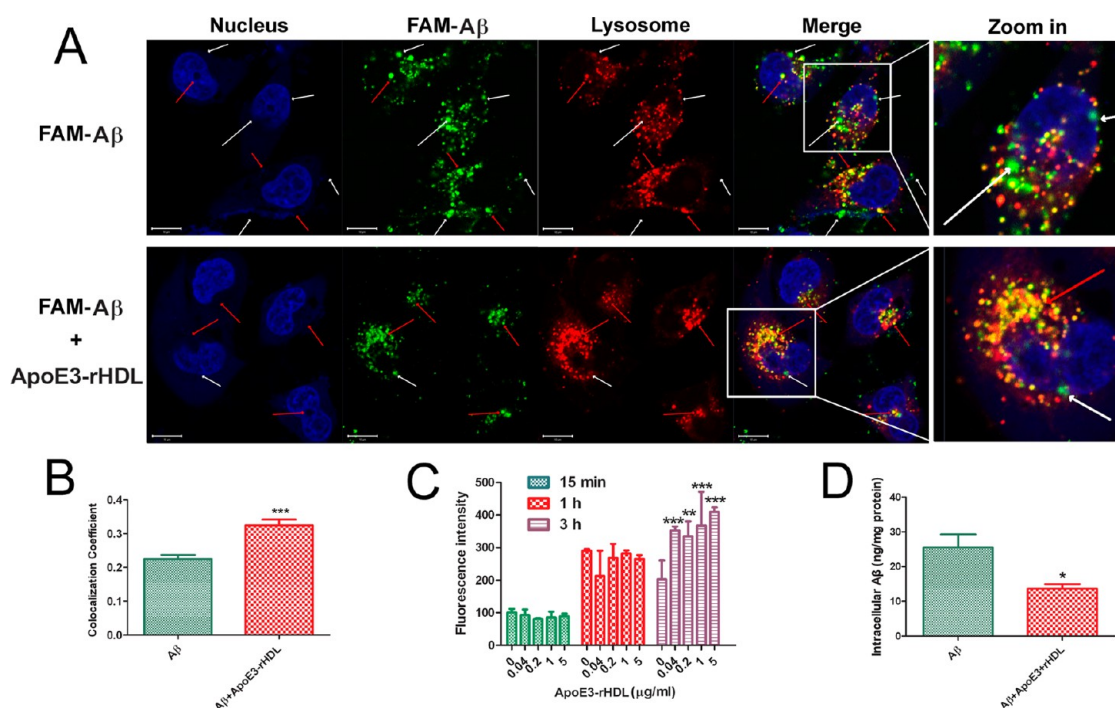 A
Nucleus
FAM-Aβ
Lysosome
Merge
Zoom in
FAM-Aβ
FAM-Aβ
+
ApoE3-rHDL
B
Colocalization Coefficient
0.4
0.3
0.2
0.1
0.0
***
Aβ
Aβ+ApoE3-rHDL
C
Fluorescence intensity
500
400
300
200
100
0
15 min
1 h
3 h
***
**
***
***
0
0.04
0.2
1
5
0
0.04
0.2
1
5
0
0.04
0.2
1
5
ApoE3-rHDL (μg/ml)
D
Intracellular Aβ (ng/mg protein)
40
30
20
10
0
*
Aβ
Aβ+ApoE3+rHDL